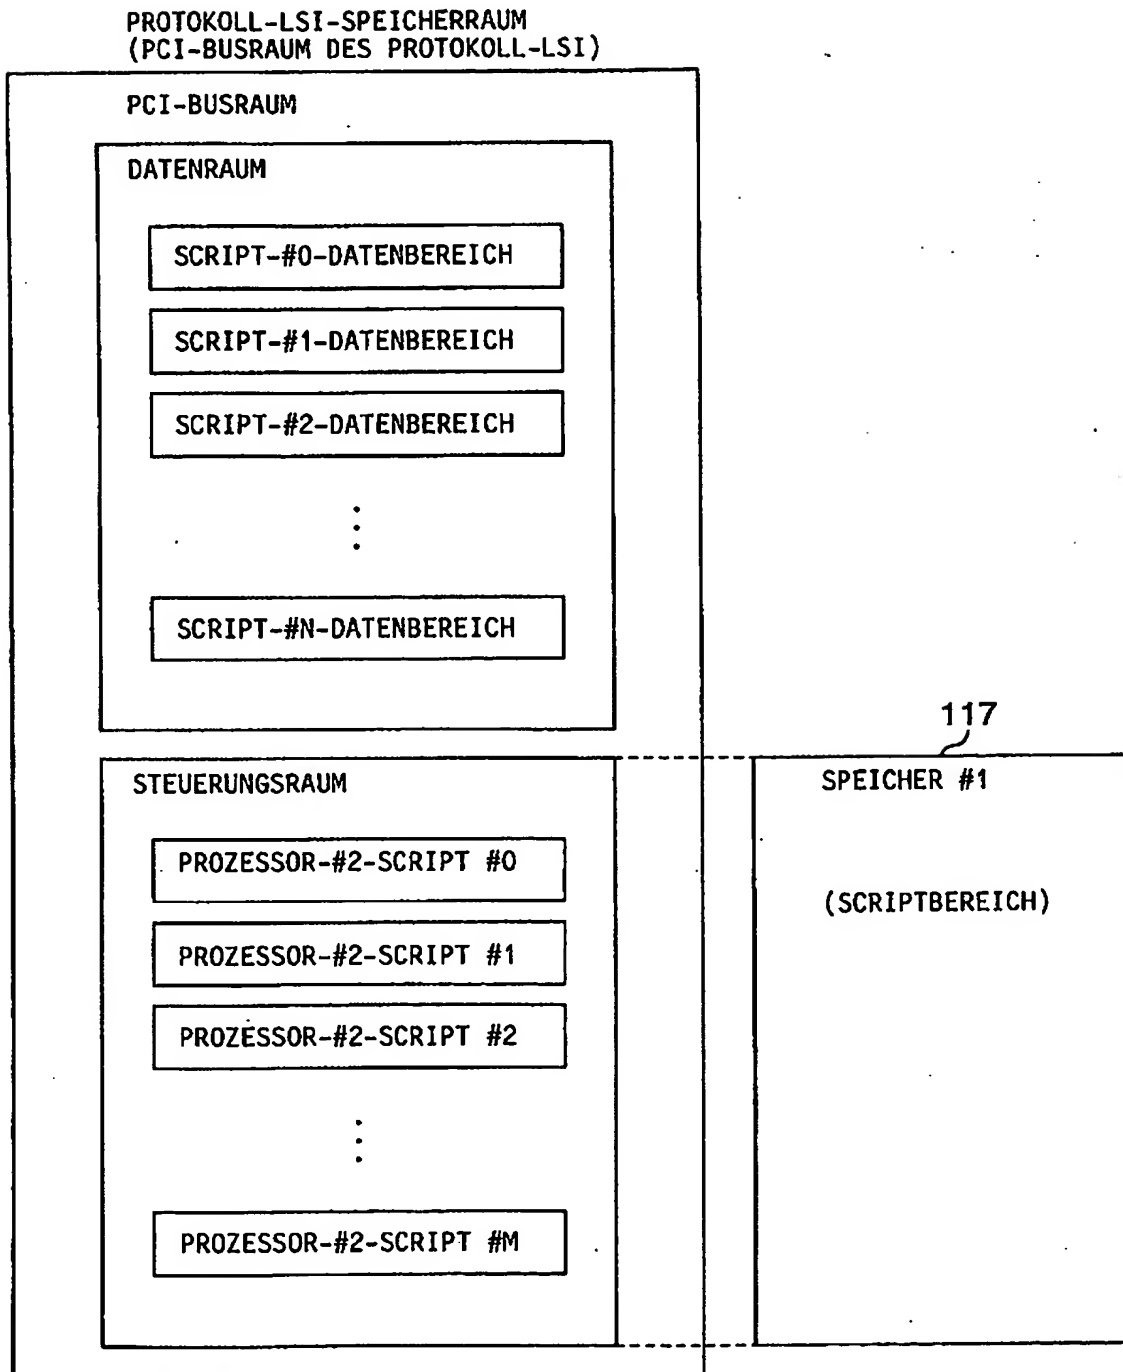 PROTOKOLL-LSI-SPEICHERRAUM
(PCI-BUSRAUM DES PROTOKOLL-LSI)
PCI-BUSRAUM
DATENRAUM
SCRIPT-#0-DATENBEREICH
SCRIPT-#1-DATENBEREICH
SCRIPT-#2-DATENBEREICH
SCRIPT-#N-DATENBEREICH
117
STEUERUNGSRAUM
SPEICHER #1
PROZESSOR-#2-SCRIPT #0
(SCRIPTBEREICH)
PROZESSOR-#2-SCRIPT #1
PROZESSOR-#2-SCRIPT #2
PROZESSOR-#2-SCRIPT #M